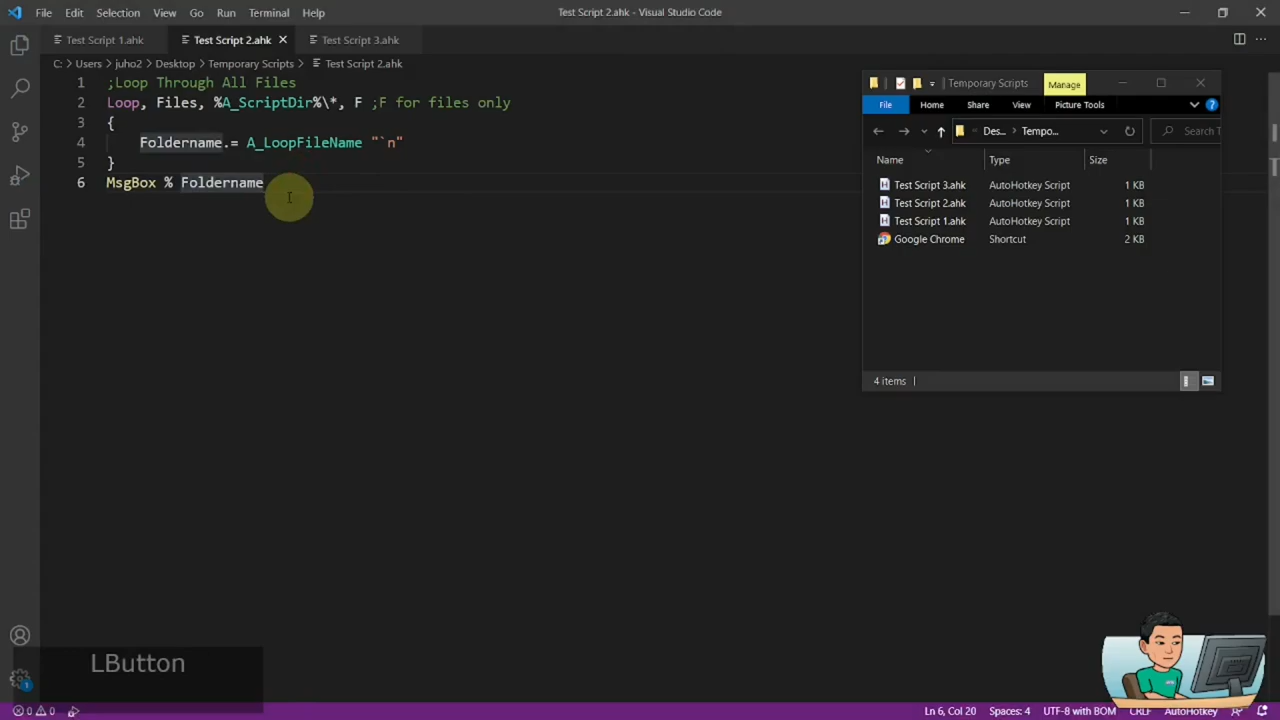 File Edit Selection View Go Run Terminal Help
Test Script 2.ahk - Visual Studio Code
Test Script 1.ahk
Test Script 2.ahk
Test Script 3.ahk
C: > Users > juho2 > Desktop > Temporary Scripts > Test Script 2.ahk
1 ;Loop Through All Files
2 Loop, Files, %A_ScriptDir%\*, F ;F for files only
3 {
4 Foldername.= A_LoopFileName "`n"
5 }
6 MsgBox % Foldername
Temporary Scripts
Manage
File Home Share View Picture Tools
Des... > Tempo...
Search T
Name Type Size
Test Script 3.ahk AutoHotkey Script 1 KB
Test Script 2.ahk AutoHotkey Script 1 KB
Test Script 1.ahk AutoHotkey Script 1 KB
Google Chrome Shortcut 2 KB
4 items
LButton
1
0 0
Ln 6, Col 20 Spaces: 4 UTF-8 with BOM CRLF AutoHotkey